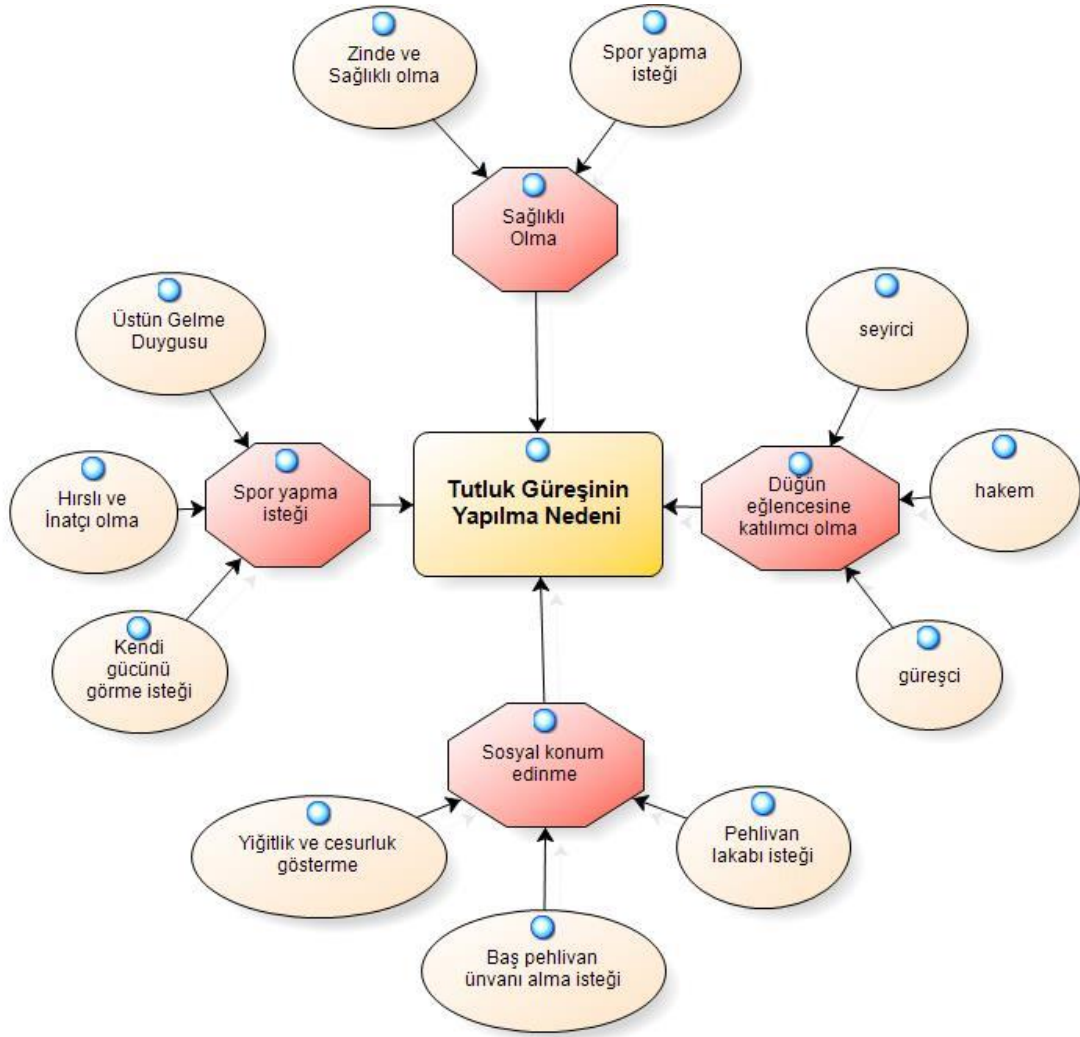 Zinde ve
Sağlıklı olma
Spor yapma
isteği
Sağlıklı
Olma
Üstün Gelme
Duygusu
seyirci
Hırslı ve
İnatçı olma
Spor yapma
isteği
Tutluk Güreşinin
Yapılma Nedeni
Düğün
eğlencesine
katılımcı olma
hakem
Kendi
gücünü
görme isteği
güreşci
Sosyal konum
edinme
Yiğitlik ve cesurluk
gösterme
Pehlivan
lakabı isteği
Baş pehlivan
ünvanı alma isteği